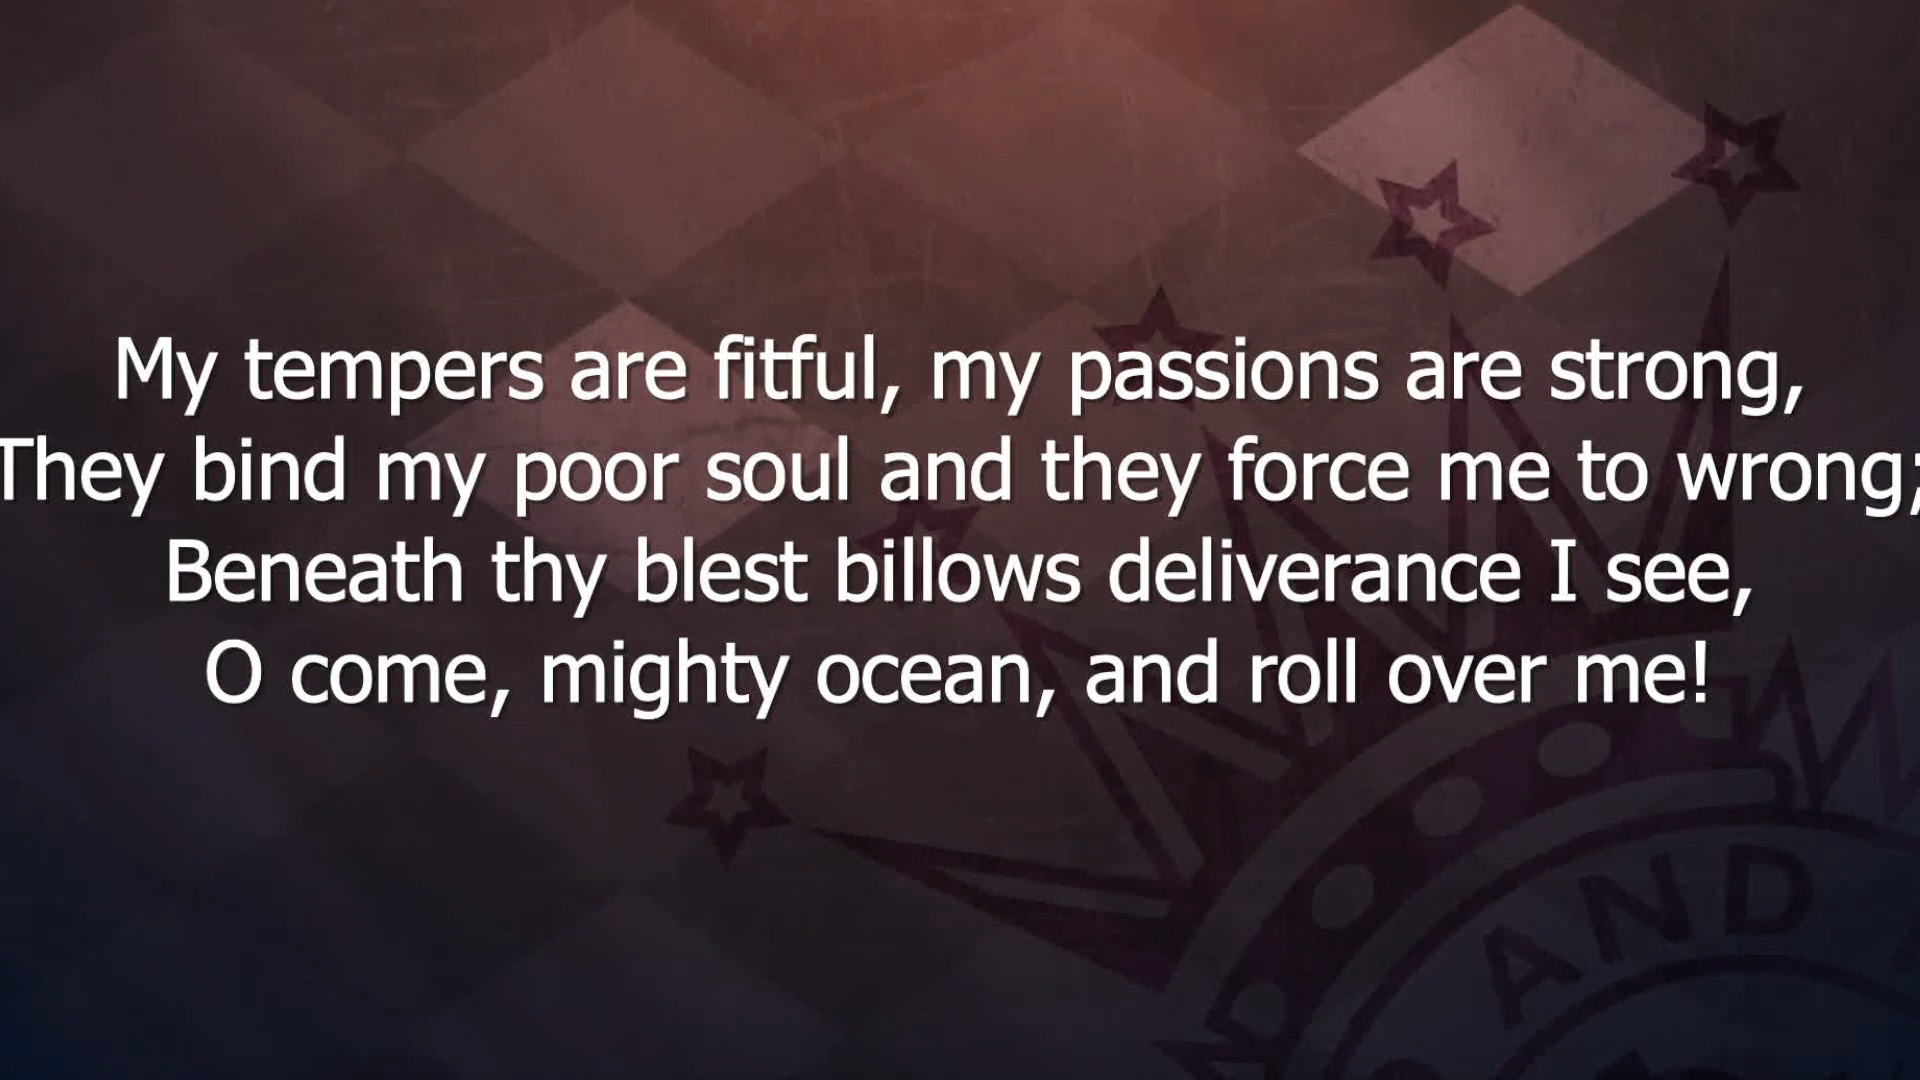 My tempers are fitful, my passions are strong,
They bind my poor soul and they force me to wrong;
Beneath thy blest billows deliverance I see,
O come, mighty ocean, and roll over me!
AND